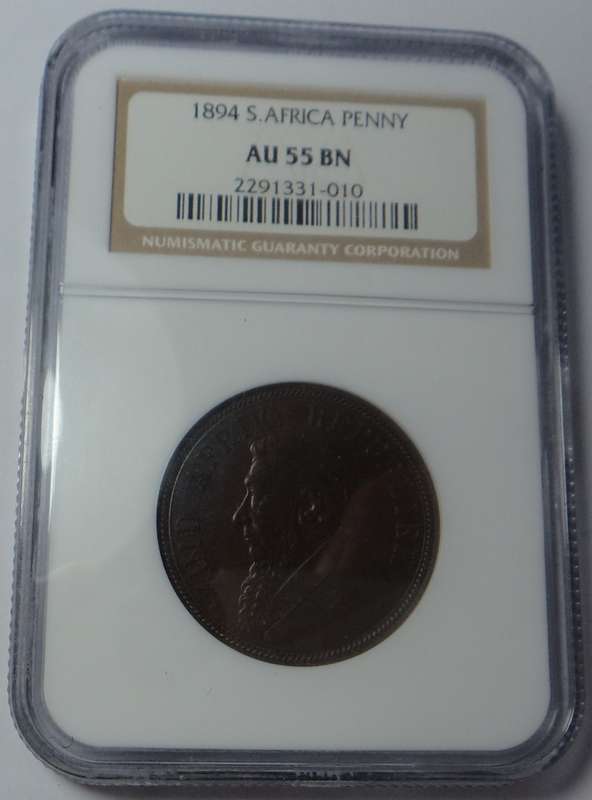 1894 S.AFRICA PENNY
AU 55 BN
2291331-010
NUMISMATIC GUARANTY CORPORATION